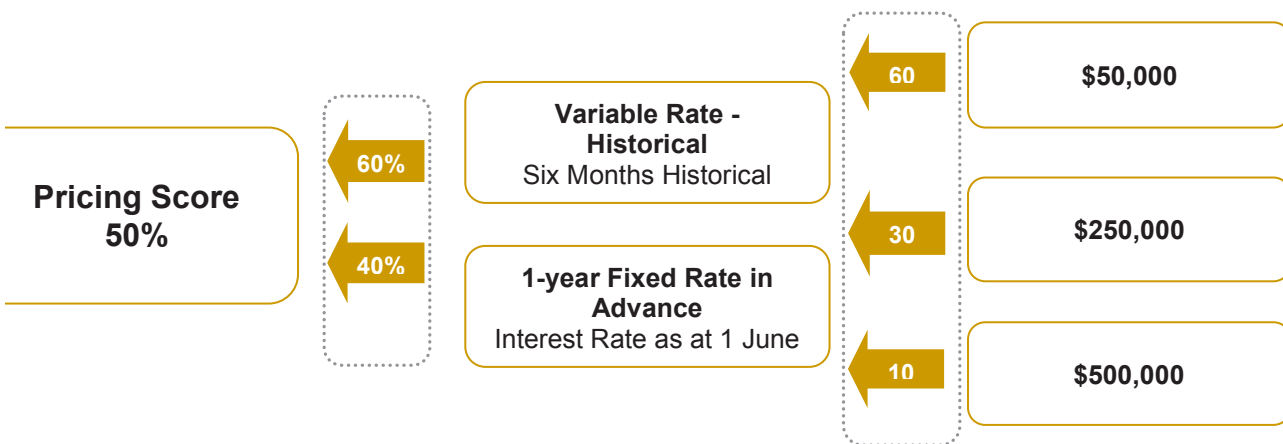 Pricing Score
50%
60%
40%
Variable Rate -
Historical
Six Months Historical
1-year Fixed Rate in
Advance
Interest Rate as at 1 June
60
30
10
$50,000
$250,000
$500,000